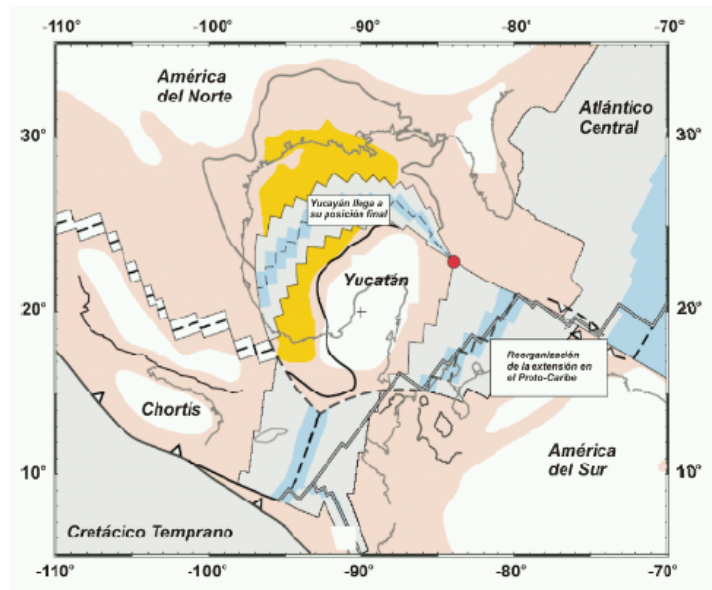 -110° -100° -90° -80° -70°
América
del Norte
Atlántico
Central
30° 30°
Yucayán llega a
su posición final
Yucatán
20° 20°
Reorganización
de la extensión en
el Proto-Caribe
Chortis
América
del Sur
10° 10°
Cretácico Temprano
-110° -100° -90° -80° -70°